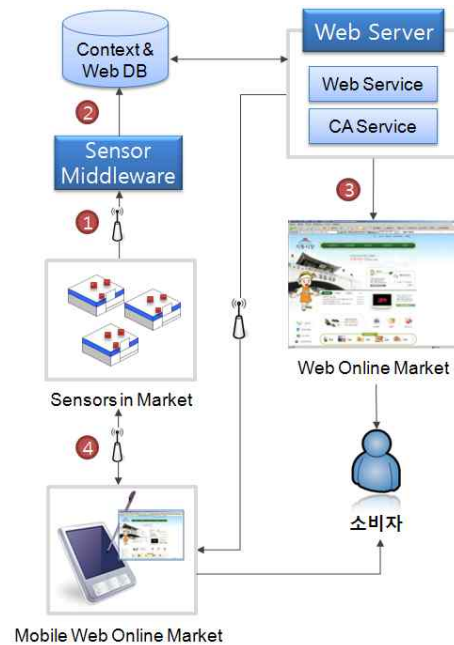 Context &
Web DB
Web Server
Web Service
CA Service
2
Sensor
Middleware
3
1
Sensors in Market
Web Online Market
4
소비자
Mobile Web Online Market